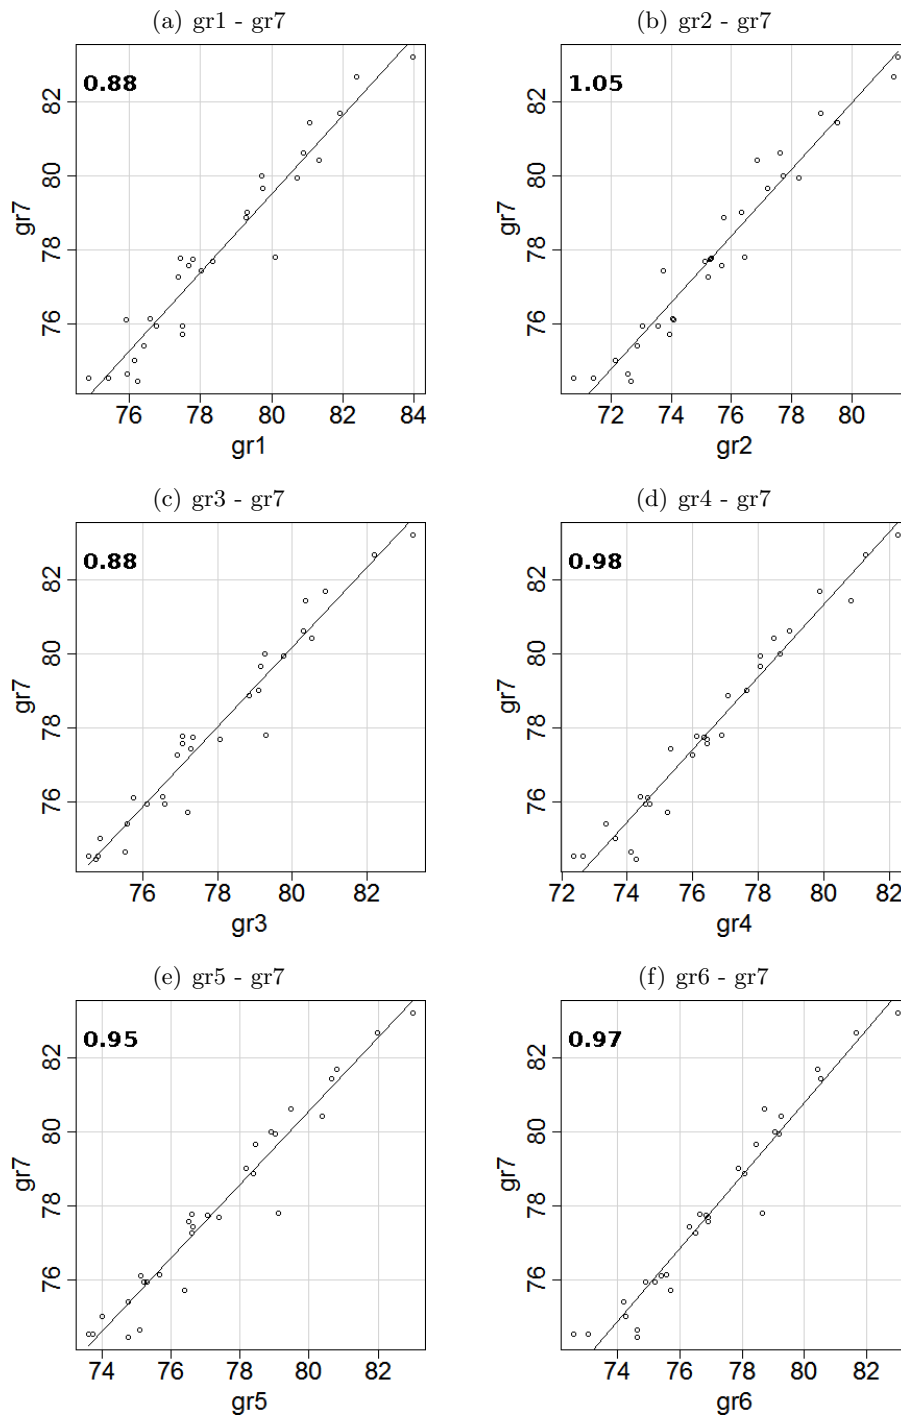 (a) gr1 - gr7
(b) gr2 - gr7
0.88
1.05
82
80
78
76
gr7
82
80
78
76
gr7
76 78 80 82 84
72 74 76 78 80
gr1
gr2
(c) gr3 - gr7
(d) gr4 - gr7
0.88
0.98
82
80
78
76
gr7
82
80
78
76
gr7
76 78 80 82
72 74 76 78 80 82
gr3
gr4
(e) gr5 - gr7
(f) gr6 - gr7
0.95
0.97
82
80
78
76
gr7
82
80
78
76
gr7
74 76 78 80 82
74 76 78 80 82
gr5
gr6